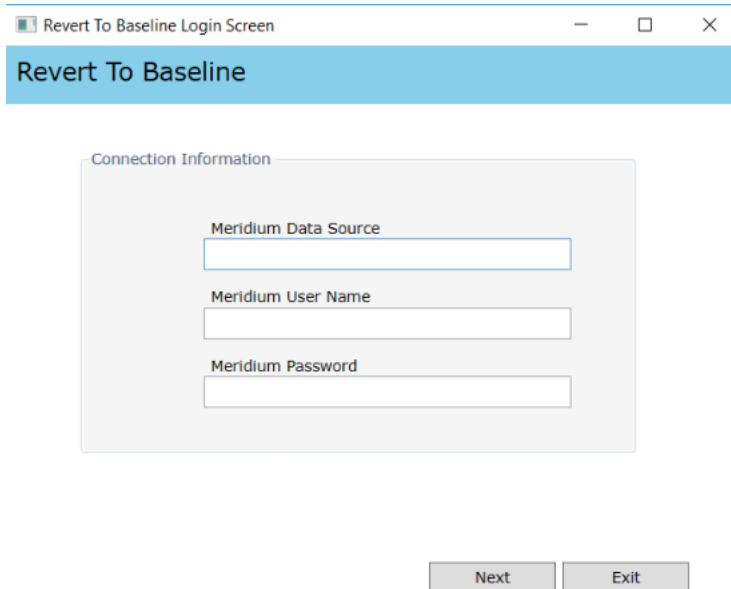 Revert To Baseline Login Screen
Revert To Baseline
Connection Information
Meridium Data Source
Meridium User Name
Meridium Password
Next Exit